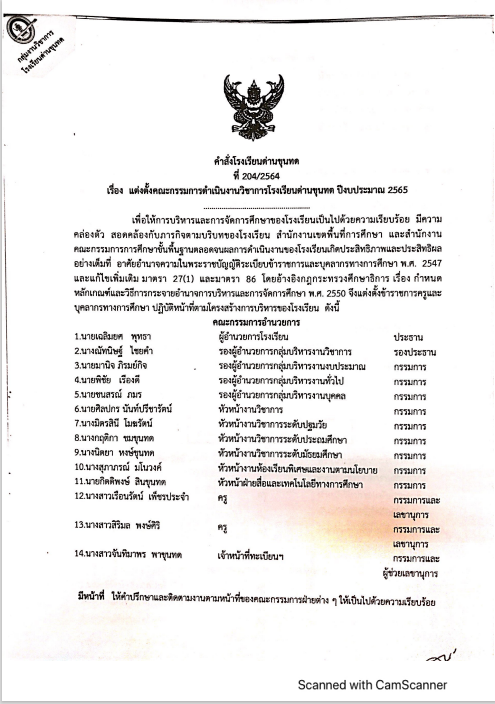 กลุ่มงานวิชาการ
โรงเรียนด่านขุนทด
คำสั่งโรงเรียนด่านขุนทด
ที่ 204/2564
เรื่อง แต่งตั้งคณะกรรมการดำเนินงานวิชาการโรงเรียนด่านขุนทด ปีงบประมาณ 2565
เพื่อให้การบริหารและการจัดการศึกษาของโรงเรียนเป็นไปด้วยความเรียบร้อย มีความ
คล่องตัว สอดคล้องกับภารกิจตามบริบทของโรงเรียน สำนักงานเขตพื้นที่การศึกษา และสำนักงาน
คณะกรรมการการศึกษาขั้นพื้นฐานตลอดจนผลการดำเนินงานของโรงเรียนเกิดประสิทธิภาพและประสิทธิผล
อย่างเต็มที่ อาศัยอำนาจความในพระราชบัญญัติระเบียบข้าราชการและบุคลากรทางการศึกษา พ.ศ. 2547
และแก้ไขเพิ่มเติม มาตรา 27(1) และมาตรา 86 โดยอ้างอิงกฎกระทรวงศึกษาธิการ เรื่อง กำหนด
หลักเกณฑ์และวิธีการกระจายอำนาจการบริหารและการจัดการศึกษา พ.ศ. 2550 จึงแต่งตั้งข้าราชการครูและ
บุคลากรทางการศึกษา ปฏิบัติหน้าที่ตามโครงสร้างการบริหารของโรงเรียน ดังนี้
คณะกรรมการอำนวยการ
1.นายเฉลิมยศ พุทธา ผู้อำนวยการโรงเรียน ประธาน
2.นางณัทนิษฐ์ ไชยคำ รองผู้อำนวยการกลุ่มบริหารงานวิชาการ รองประธาน
3.นายมานิจ ภิรมย์กิจ รองผู้อำนวยการกลุ่มบริหารงานงบประมาณ กรรมการ
4.นายพิชัย เรืองดี รองผู้อำนวยการกลุ่มบริหารงานทั่วไป กรรมการ
5.นายชนสรณ์ ภมร รองผู้อำนวยการกลุ่มบริหารงานบุคคล กรรมการ
6.นายศิลปกร นันท์ปรีชารัตน์ หัวหน้างานวิชาการ กรรมการ
7.นางมิตรสินี โมฆรัตน์ หัวหน้างานวิชาการระดับปฐมวัย กรรมการ
8.นางกฤติกา ชมขุนทด หัวหน้างานวิชาการระดับประถมศึกษา กรรมการ
9.นางนิตยา หงษ์ขุนทด หัวหน้างานวิชาการระดับมัธยมศึกษา กรรมการ
10.นางสุภาภรณ์ มโนวงค์ หัวหน้างานห้องเรียนพิเศษและงานตามนโยบาย กรรมการ
11.นายกิตติพงษ์ สินขุนทด หัวหน้าฝ่ายสื่อและเทคโนโลยีทางการศึกษา กรรมการ
12.นางสาวเรือนรัตน์ เพ็ชรประจำ ครู กรรมการและ
เลขานุการ
13.นางสาวสิริมล พงษ์ศิริ ครู กรรมการและ
เลขานุการ
14.นางสาวจันทิมาพร พาขุนทด เจ้าหน้าที่ทะเบียนฯ กรรมการและ
ผู้ช่วยเลขานุการ
มีหน้าที่ ให้คำปรึกษาและติดตามงานตามหน้าที่ของคณะกรรมการฝ่ายต่าง ๆ ให้เป็นไปด้วยความเรียบร้อย
Scanned with CamScanner